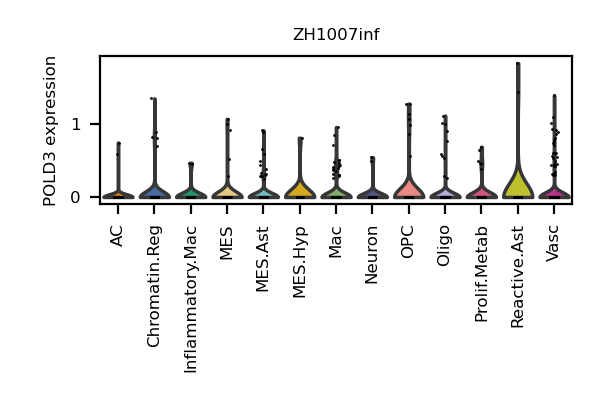 ZH1007inf
POLD3 expression
1
0
AC
Chromatin.Reg
Inflammatory.Mac
MES
MES.Ast
MES.Hyp
Mac
Neuron
OPC
Oligo
Prolif.Metab
Reactive.Ast
Vasc